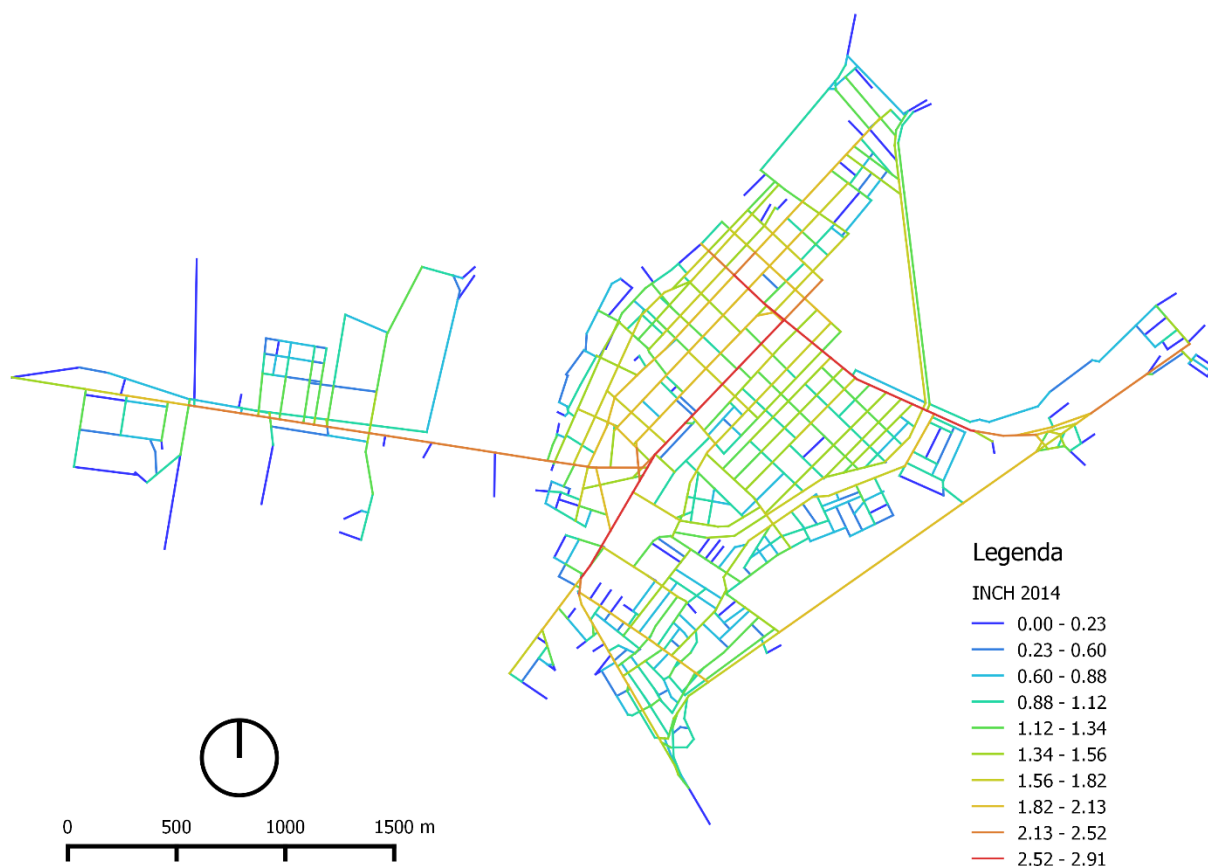 Legenda
INCH 2014
0.00 - 0.23
0.23 - 0.60
0.60 - 0.88
0.88 - 1.12
1.12 - 1.34
1.34 - 1.56
1.56 - 1.82
1.82 - 2.13
2.13 - 2.52
2.52 - 2.91
0 500 1000 1500 m